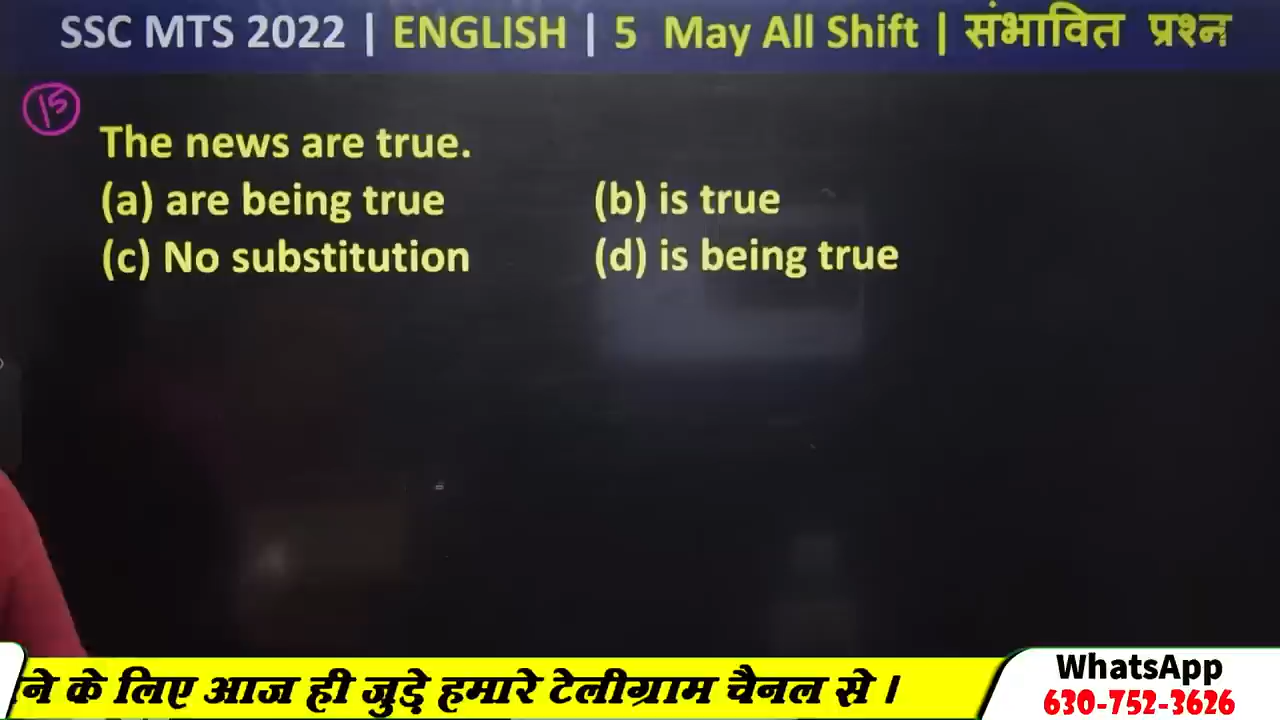 SSC MTS 2022 | ENGLISH | 5 May All Shift | संभावित प्रश्न
15
The news are true.
(a) are being true (b) is true
(c) No substitution (d) is being true
ने के लिए आज ही जुड़े हमारे टेलीग्राम चैनल से ।
WhatsApp
630-752-3626